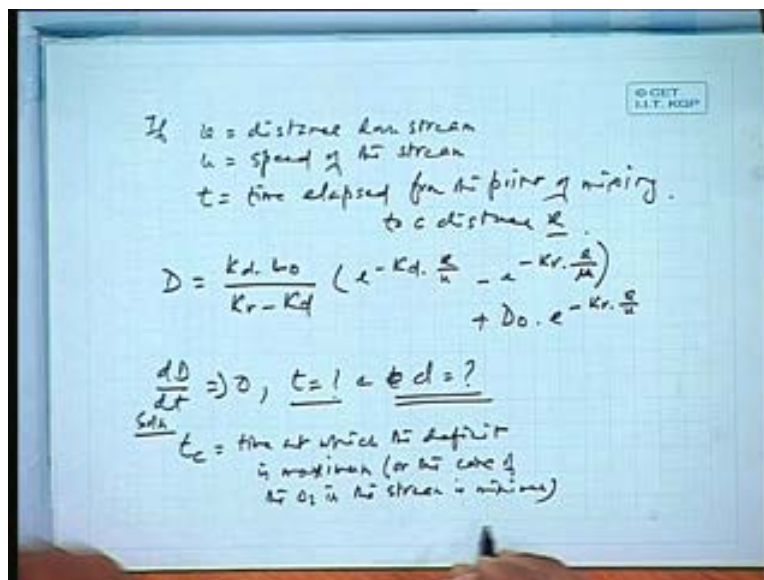 © CET
I.I.T. KGP
If x = distance down stream
u = speed of the stream
t = time elapsed from the point of mixing
to a distance x.
D = Kd. Lo / Kr - Kd (e^-Kd. x/u - e^-Kr. x/u)
+ Do. e^-Kr. x/u
dD/dt => 0, t = ? & d = ?
Soln
tc = time at which the deficit
is maximum (or the conc of
the O2 in the stream is minimum)